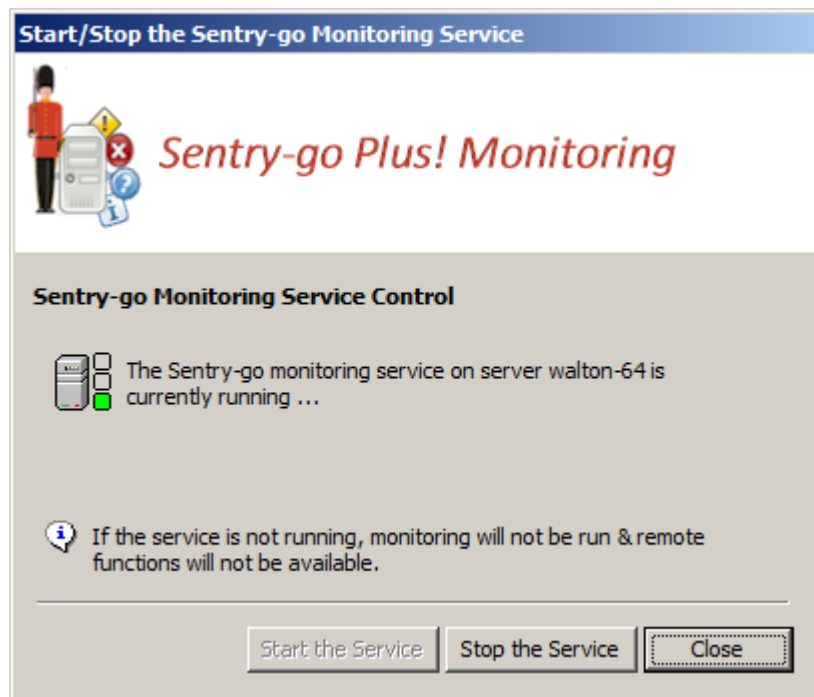 Start/Stop the Sentry-go Monitoring Service
Sentry-go Plus! Monitoring
Sentry-go Monitoring Service Control
The Sentry-go monitoring service on server walton-64 is
currently running ...
If the service is not running, monitoring will not be run & remote
functions will not be available.
Start the Service
Stop the Service
Close